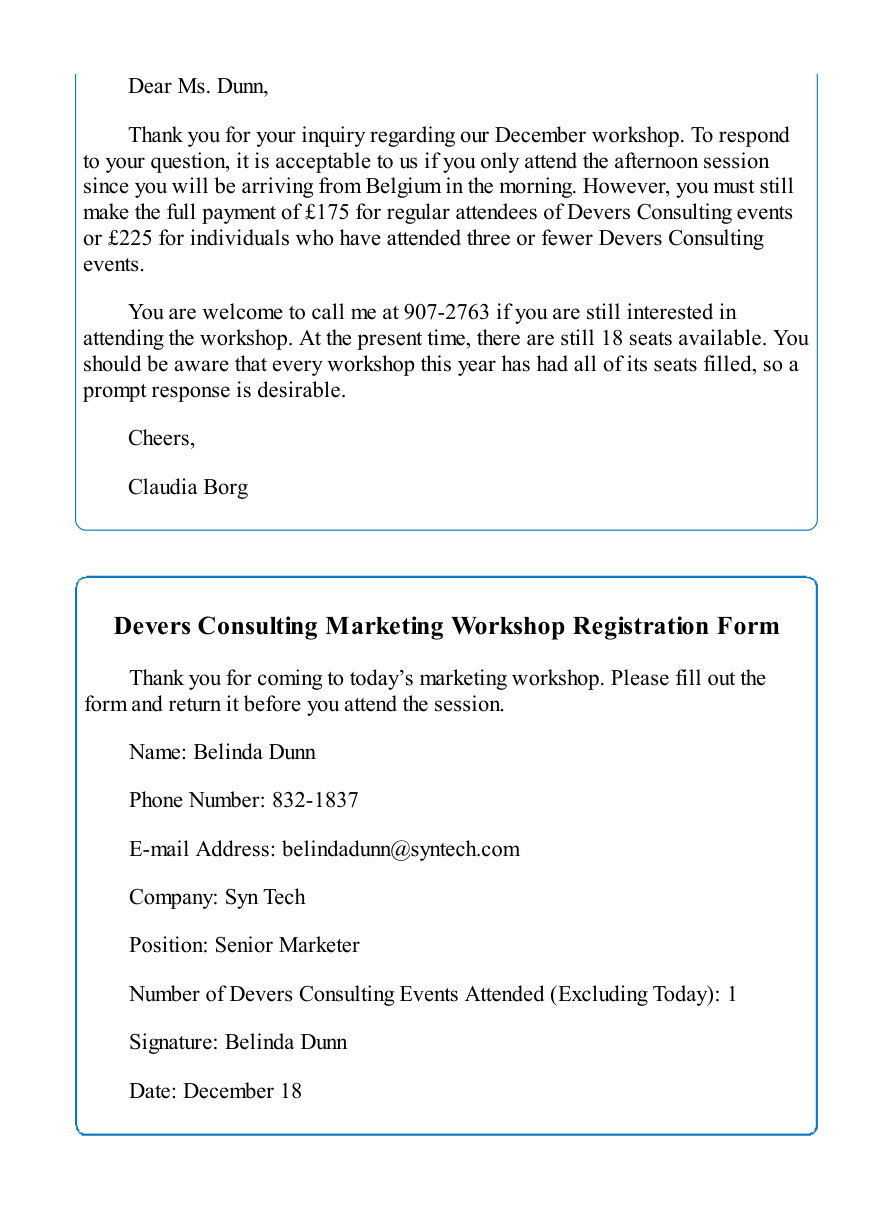 Dear Ms. Dunn,
Thank you for your inquiry regarding our December workshop. To respond
to your question, it is acceptable to us if you only attend the afternoon session
since you will be arriving from Belgium in the morning. However, you must still
make the full payment of £175 for regular attendees of Devers Consulting events
or £225 for individuals who have attended three or fewer Devers Consulting
events.
You are welcome to call me at 907-2763 if you are still interested in
attending the workshop. At the present time, there are still 18 seats available. You
should be aware that every workshop this year has had all of its seats filled, so a
prompt response is desirable.
Cheers,
Claudia Borg
Devers Consulting Marketing Workshop Registration Form
Thank you for coming to today’s marketing workshop. Please fill out the
form and return it before you attend the session.
Name: Belinda Dunn
Phone Number: 832-1837
E-mail Address: belindadunn@syntech.com
Company: Syn Tech
Position: Senior Marketer
Number of Devers Consulting Events Attended (Excluding Today): 1
Signature: Belinda Dunn
Date: December 18